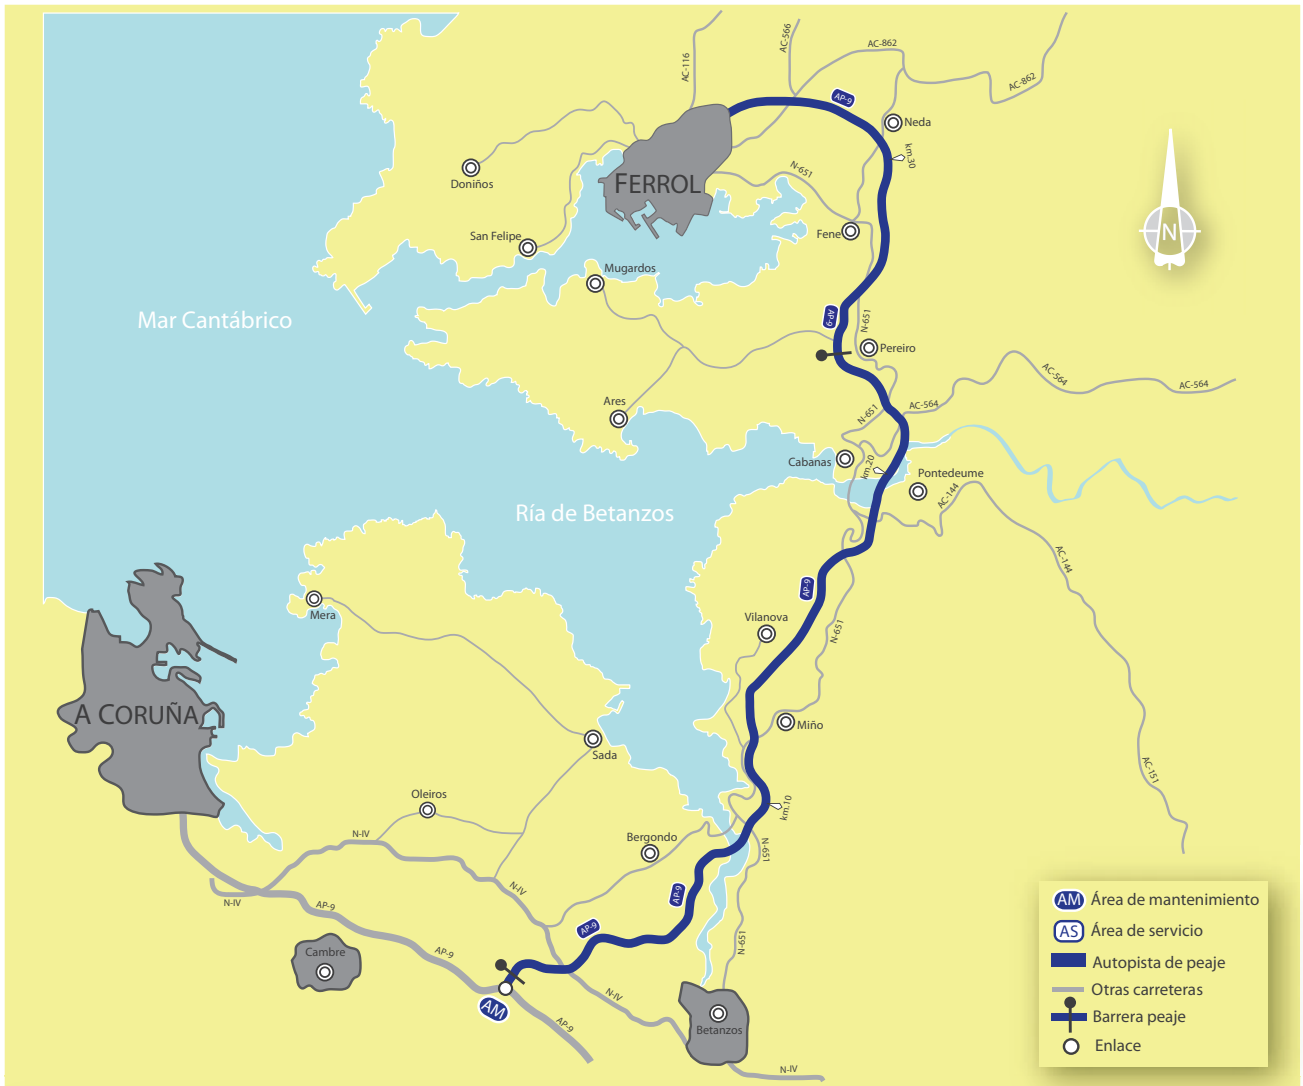 AC-116
AC-566
AC-862
AC-862
AP-9
Neda
km.30
N-651
FERROL
Doniños
San Felipe
Fene
N
Mugardos
Mar Cantábrico
AP-9
N-651
Pereiro
AC-564
AC-564
AC-564
Ares
N-651
Cabanas
km.20
Pontedeume
AC-144
Ría de Betanzos
AC-144
AP-9
Mera
Vilanova
N-651
A CORUÑA
Miño
Sada
AC-151
Oleiros
km.10
N-IV
Bergondo
N-651
N-IV
AP-9
N-IV
AP-9
AP-9
Cambre
AP-9
N-651
N-IV
AM
AP-9
Betanzos
N-IV
AM Área de mantenimiento
AS Área de servicio
Autopista de peaje
Otras carreteras
Barrera peaje
Enlace